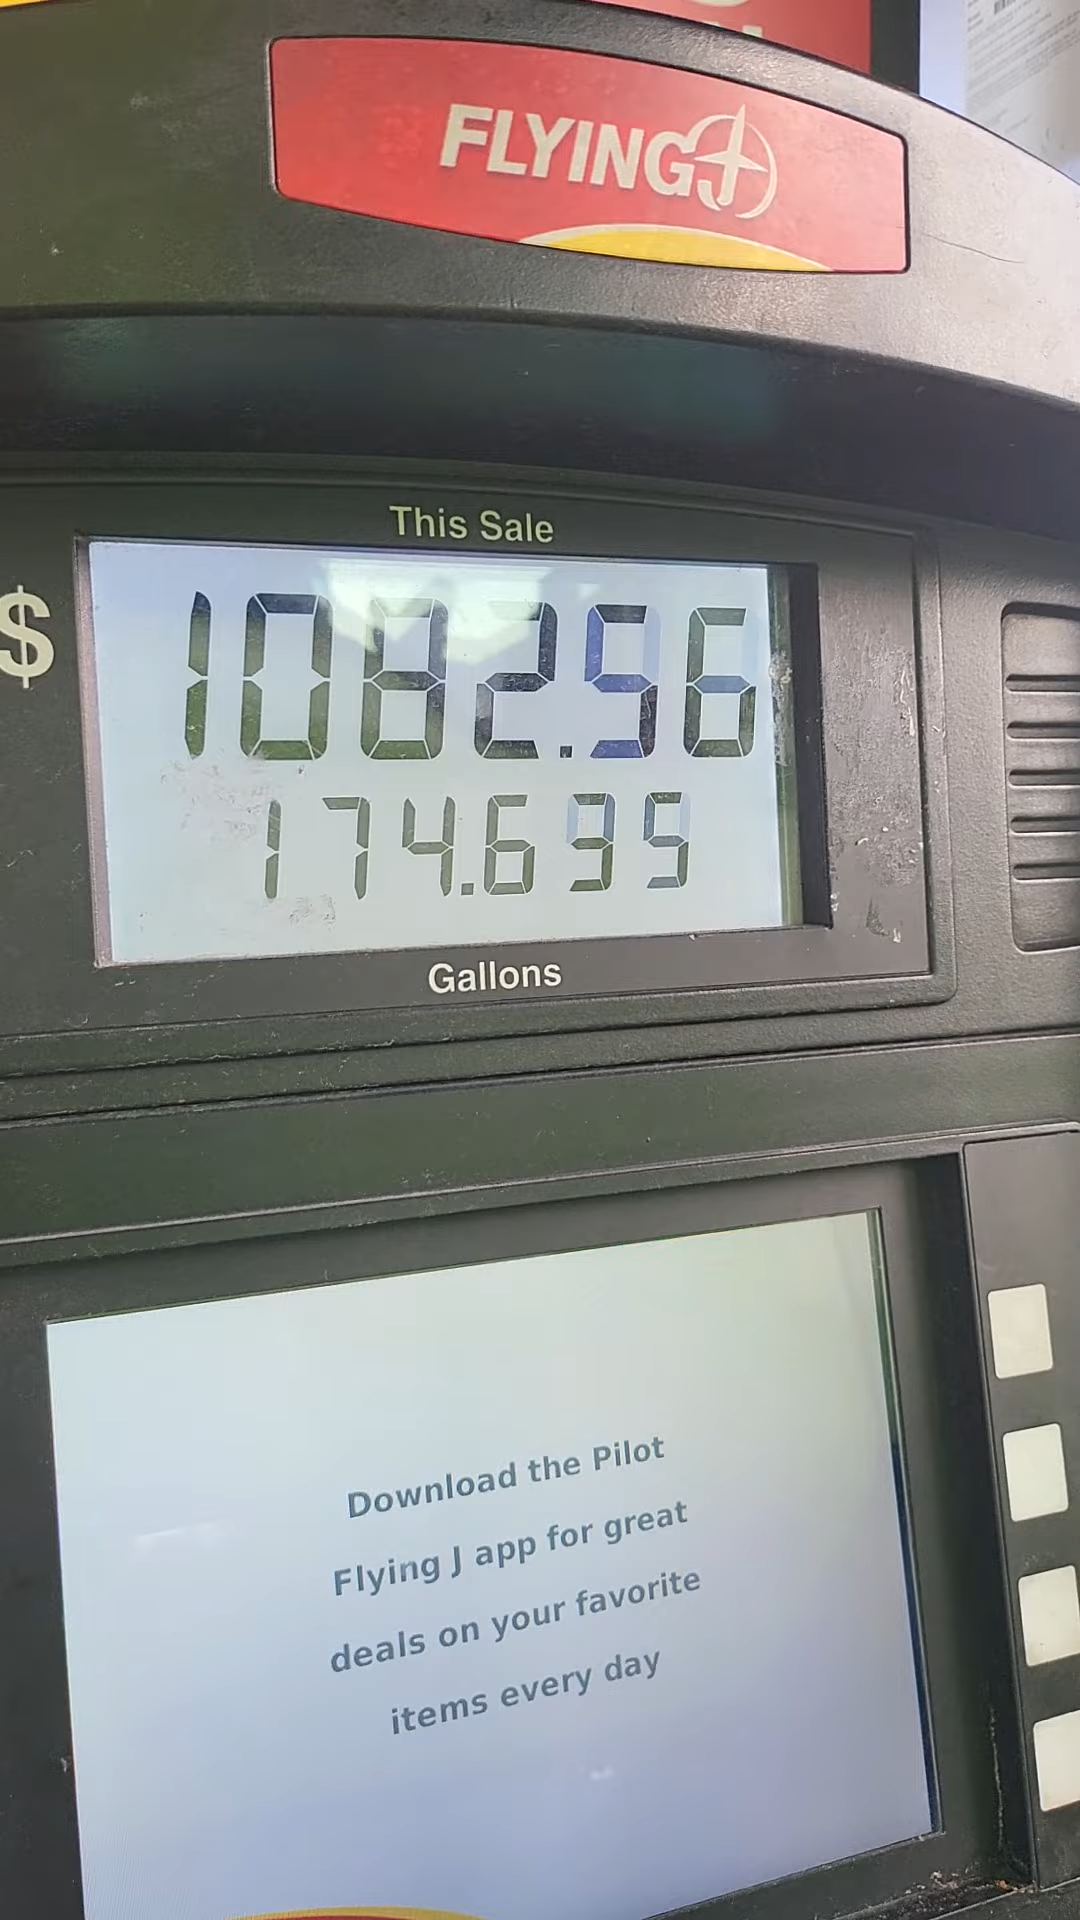 FLYING J
This Sale
$ 1082.56
174.695
Gallons
Download the Pilot
Flying J app for great
deals on your favorite
items every day